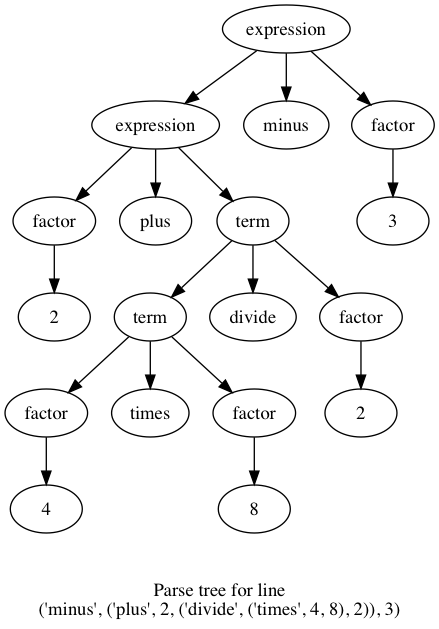 expression
expression minus factor
factor plus term 3
2 term divide factor
factor times factor 2
4 8
Parse tree for line
('minus', ('plus', 2, ('divide', ('times', 4, 8), 2)), 3)